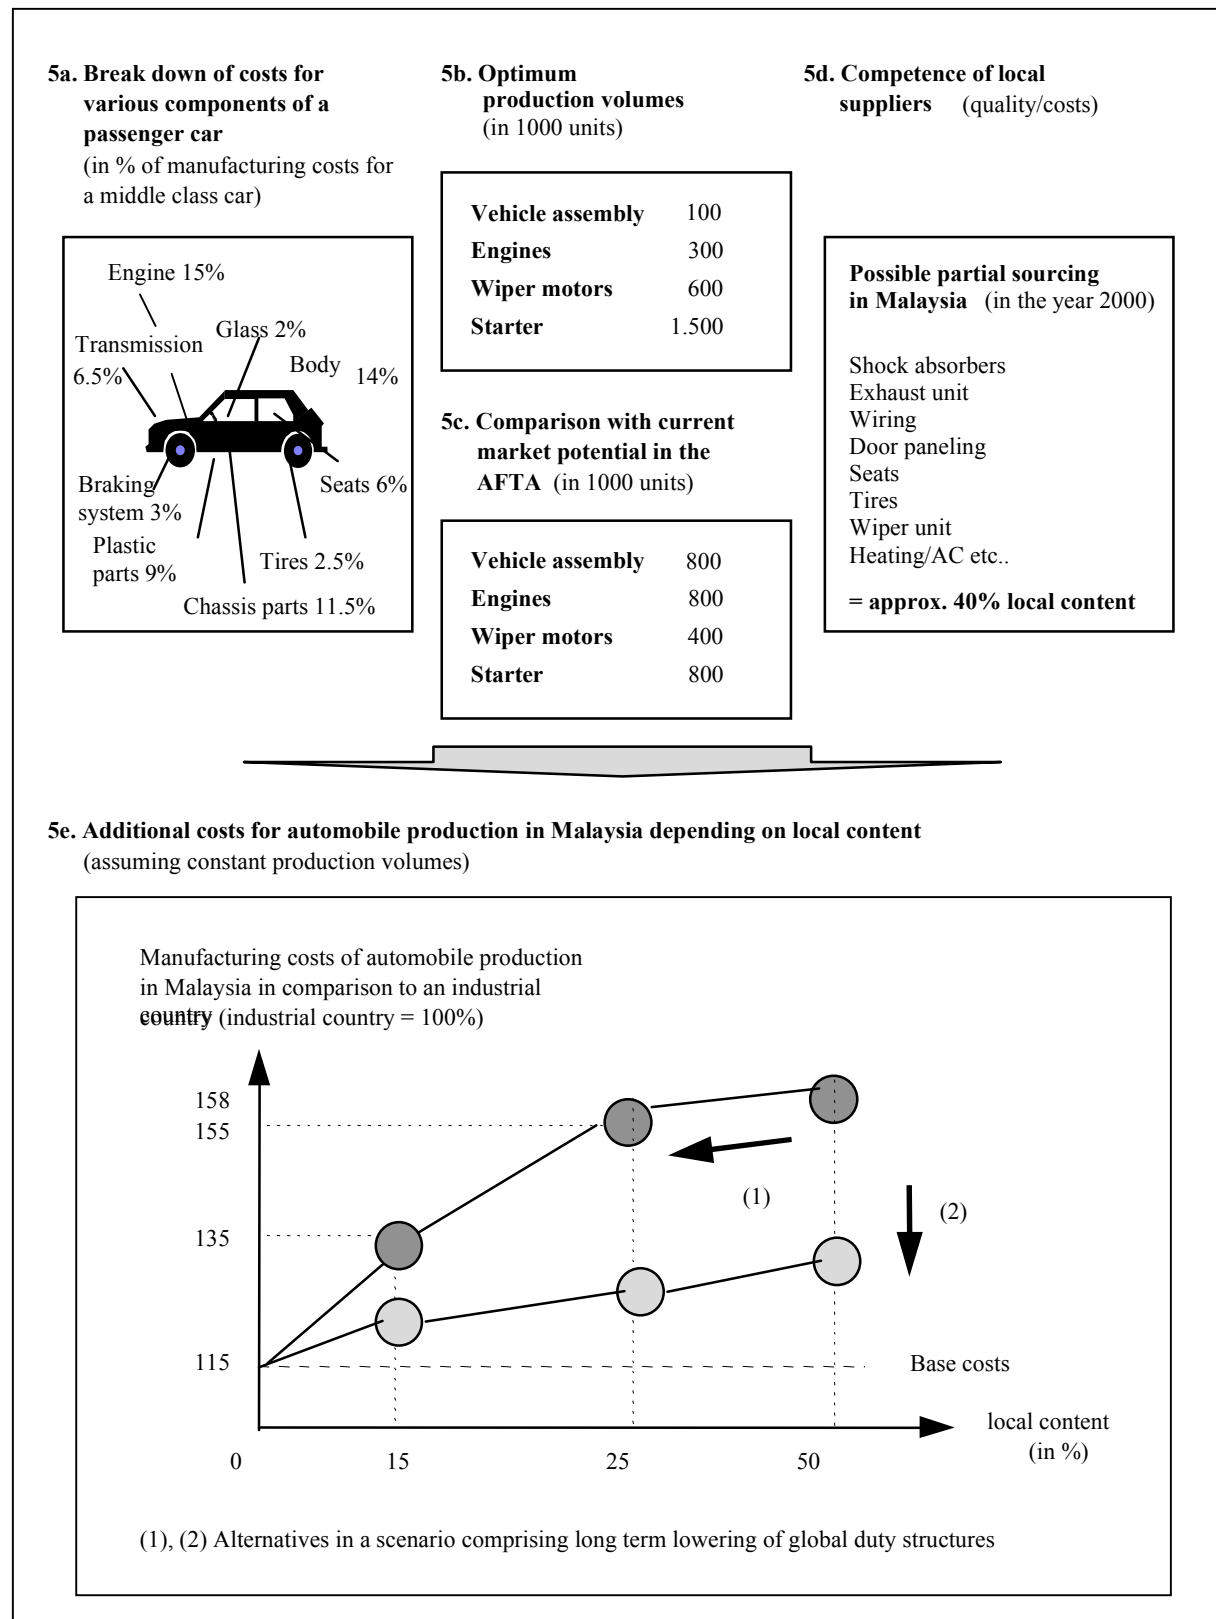 5a. Break down of costs for
various components of a
passenger car
(in % of manufacturing costs for
a middle class car)
Engine 15%
Glass 2%
Transmission
6.5%
Body 14%
Braking
system 3%
Seats 6%
Plastic
parts 9%
Tires 2.5%
Chassis parts 11.5%
5b. Optimum
production volumes
(in 1000 units)
Vehicle assembly 100
Engines 300
Wiper motors 600
Starter 1.500
5c. Comparison with current
market potential in the
AFTA (in 1000 units)
Vehicle assembly 800
Engines 800
Wiper motors 400
Starter 800
5d. Competence of local
suppliers (quality/costs)
Possible partial sourcing
in Malaysia (in the year 2000)
Shock absorbers
Exhaust unit
Wiring
Door paneling
Seats
Tires
Wiper unit
Heating/AC etc..
= approx. 40% local content
5e. Additional costs for automobile production in Malaysia depending on local content
(assuming constant production volumes)
Manufacturing costs of automobile production
in Malaysia in comparison to an industrial
country (industrial country = 100%)
158
155
135
115
(1)
(2)
Base costs
local content
(in %)
0 15 25 50
(1), (2) Alternatives in a scenario comprising long term lowering of global duty structures